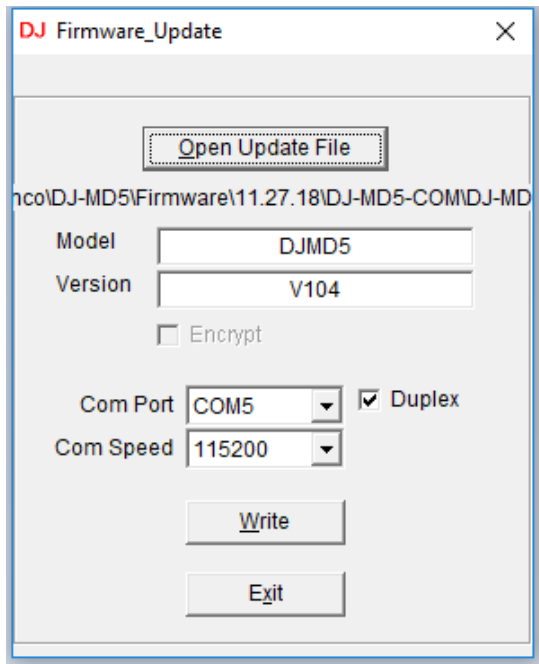 DJ Firmware_Update
Open Update File
nco\DJ-MD5\Firmware\11.27.18\DJ-MD5-COM\DJ-MD
Model DJMD5
Version V104
Encrypt
Com Port COM5 Duplex
Com Speed 115200
Write
Exit